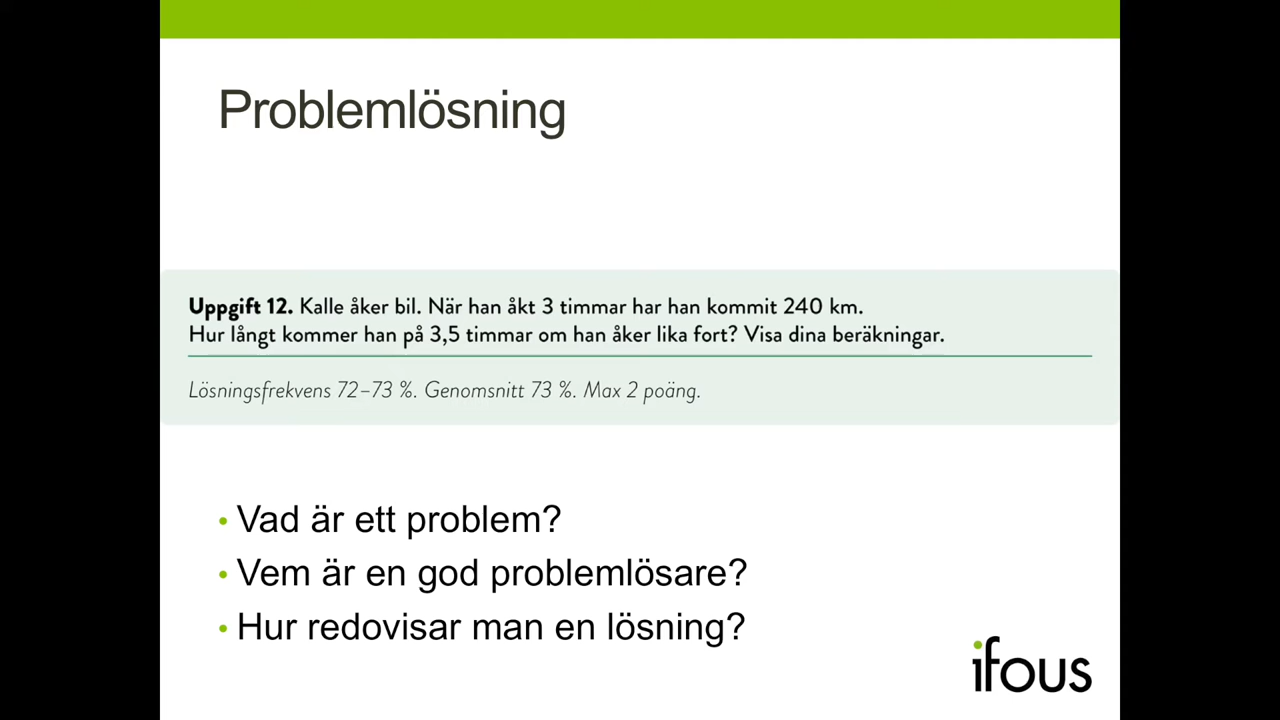 Problemlösning
Uppgift 12. Kalle åker bil. När han åkt 3 timmar har han kommit 240 km.
Hur långt kommer han på 3,5 timmar om han åker lika fort? Visa dina beräkningar.
Lösningsfrekvens 72–73 %. Genomsnitt 73 %. Max 2 poäng.
• Vad är ett problem?
• Vem är en god problemlösare?
• Hur redovisar man en lösning?
ifous